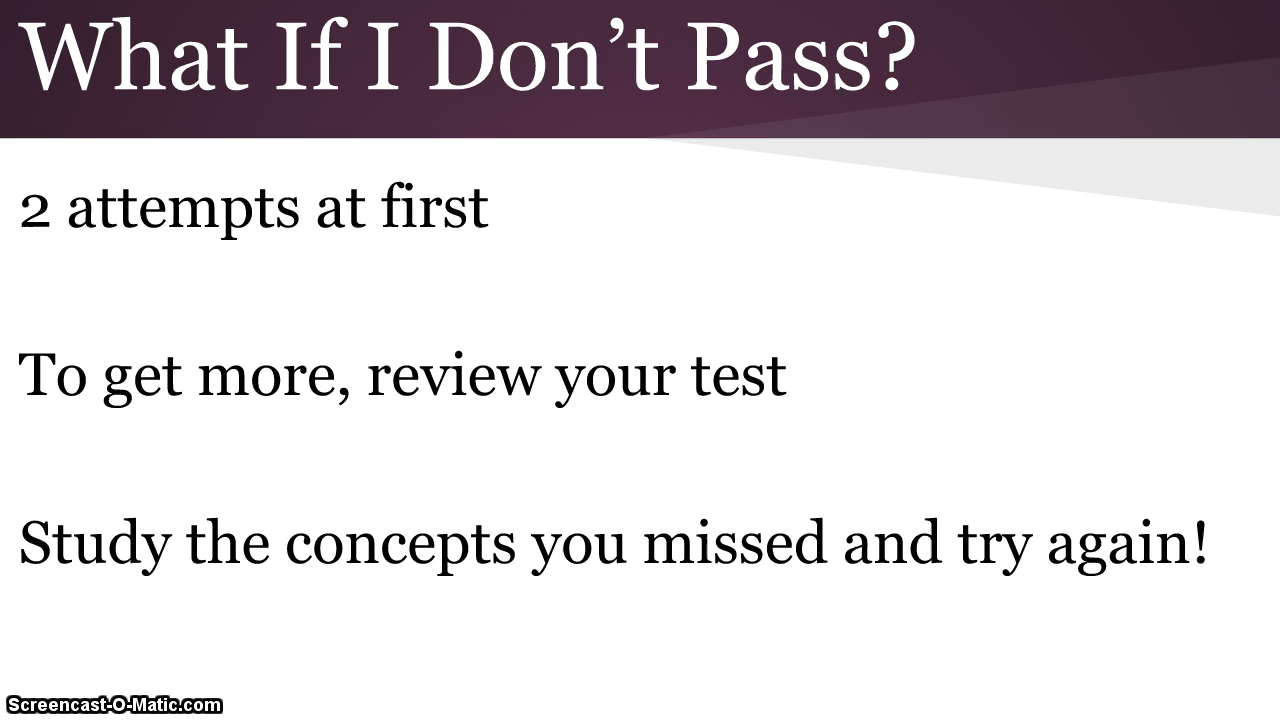 What If I Don’t Pass?
2 attempts at first
To get more, review your test
Study the concepts you missed and try again!
Screencast-O-Matic.com